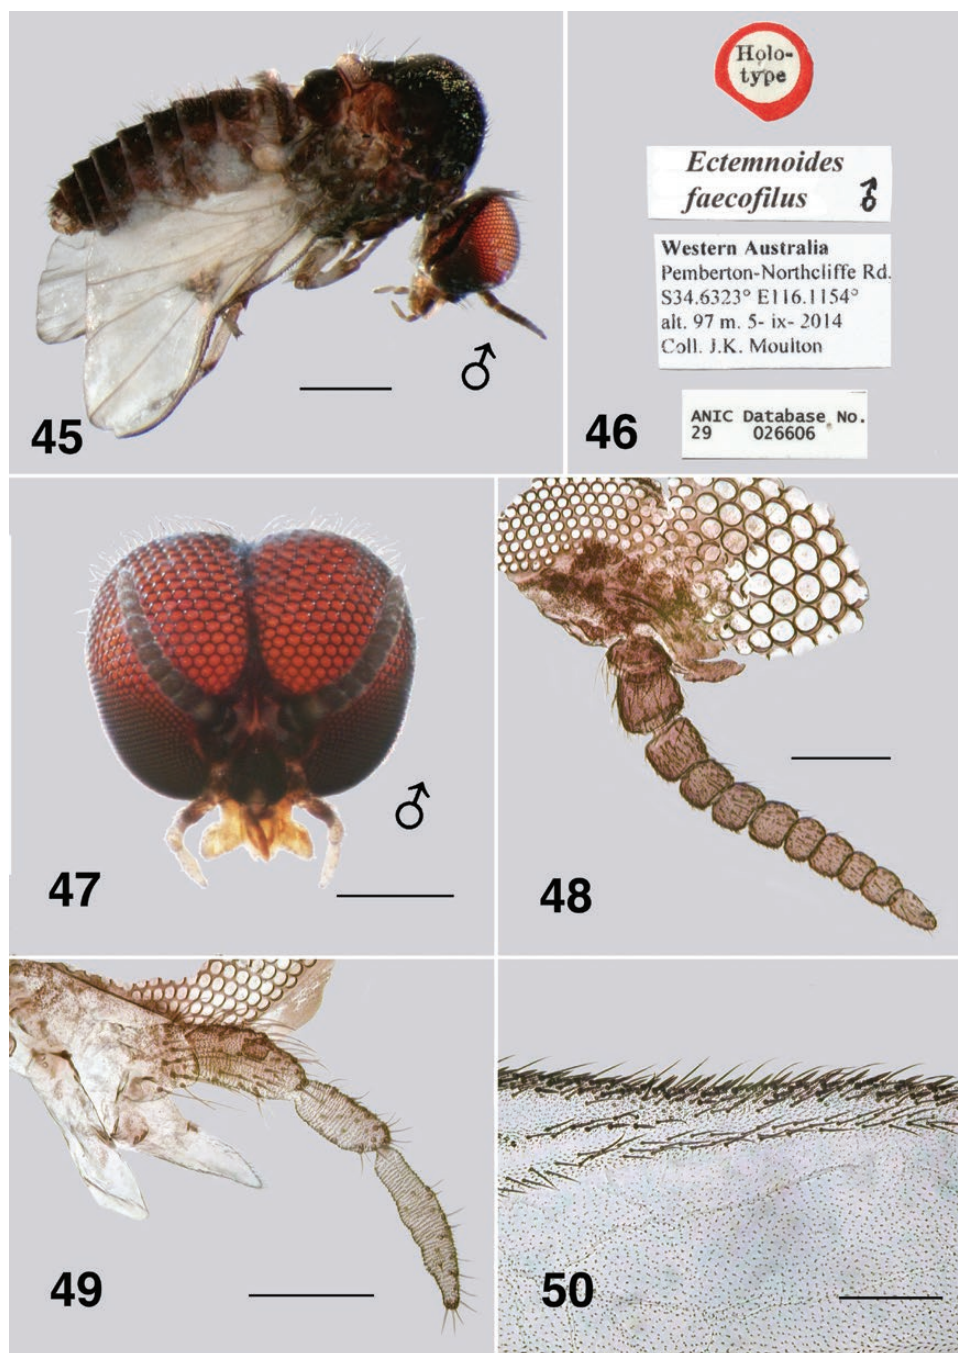 Holo-
type
Ectemnoides
faecofilus ♂
Western Australia
Pemberton-Northcliffe Rd.
S34.6323° E116.1154°
alt. 97 m. 5- ix- 2014
Coll. J.K. Moulton
ANIC Database No.
29 026606
♂
45
46
♂
47
48
49
50